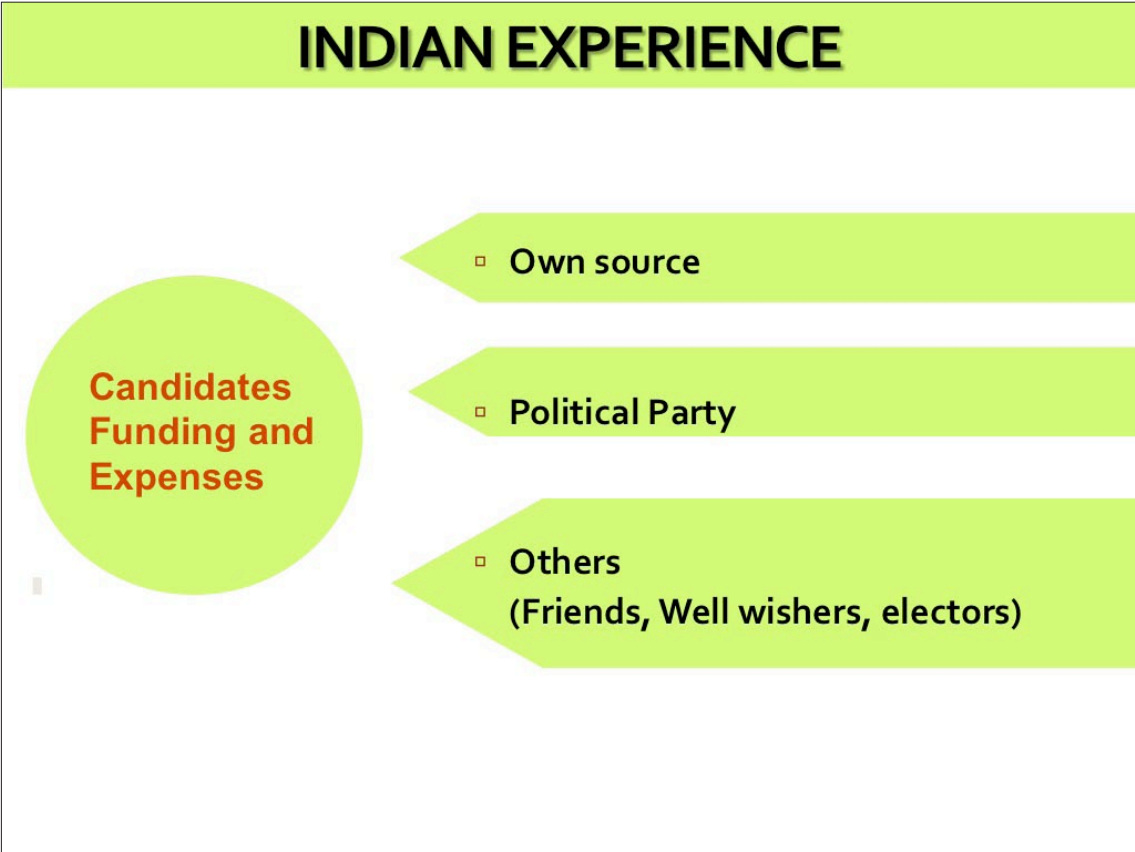 INDIAN EXPERIENCE
Own source
Candidates
Funding and
Expenses
Political Party
Others
(Friends, Well wishers, electors)